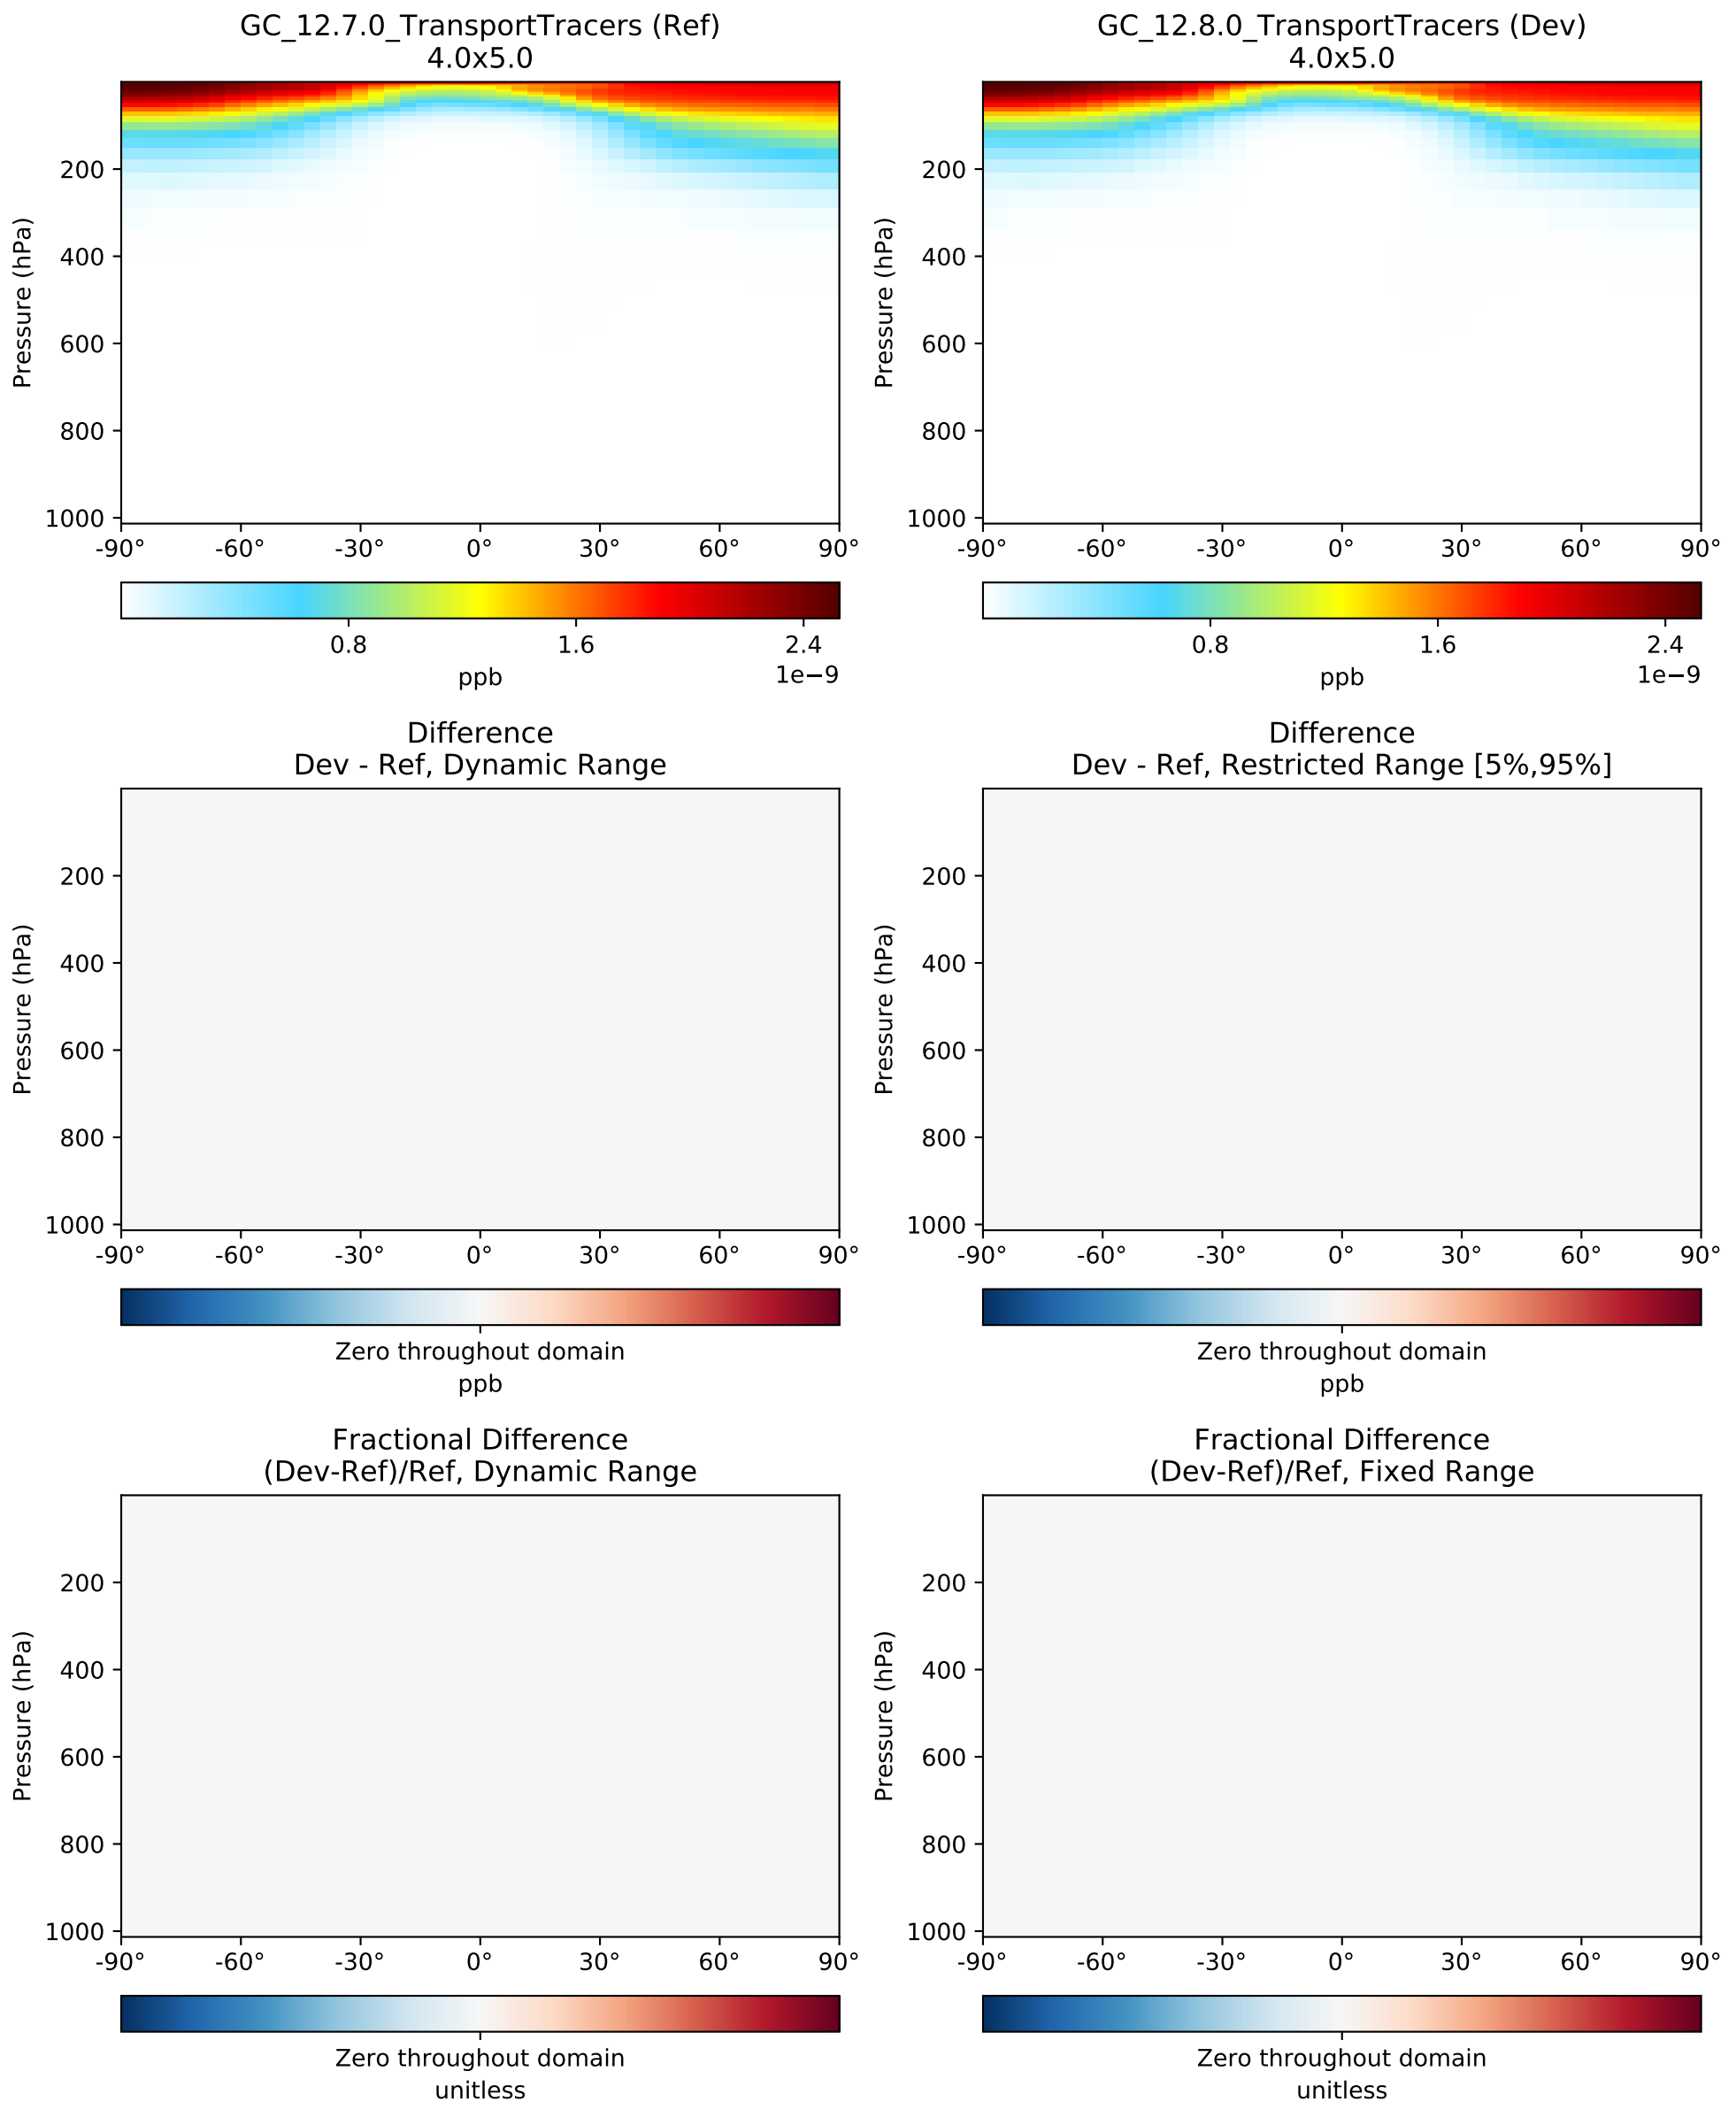 GC_12.7.0_TransportTracers (Ref)
4.0x5.0
Pressure (hPa)
200
400
600
800
1000
-90° -60° -30° 0° 30° 60° 90°
0.8 1.6 2.4
1e−9
ppb
GC_12.8.0_TransportTracers (Dev)
4.0x5.0
Pressure (hPa)
200
400
600
800
1000
-90° -60° -30° 0° 30° 60° 90°
0.8 1.6 2.4
1e−9
ppb
Difference
Dev - Ref, Dynamic Range
Pressure (hPa)
200
400
600
800
1000
-90° -60° -30° 0° 30° 60° 90°
Zero throughout domain
ppb
Difference
Dev - Ref, Restricted Range [5%,95%]
Pressure (hPa)
200
400
600
800
1000
-90° -60° -30° 0° 30° 60° 90°
Zero throughout domain
ppb
Fractional Difference
(Dev-Ref)/Ref, Dynamic Range
Pressure (hPa)
200
400
600
800
1000
-90° -60° -30° 0° 30° 60° 90°
Zero throughout domain
unitless
Fractional Difference
(Dev-Ref)/Ref, Fixed Range
Pressure (hPa)
200
400
600
800
1000
-90° -60° -30° 0° 30° 60° 90°
Zero throughout domain
unitless